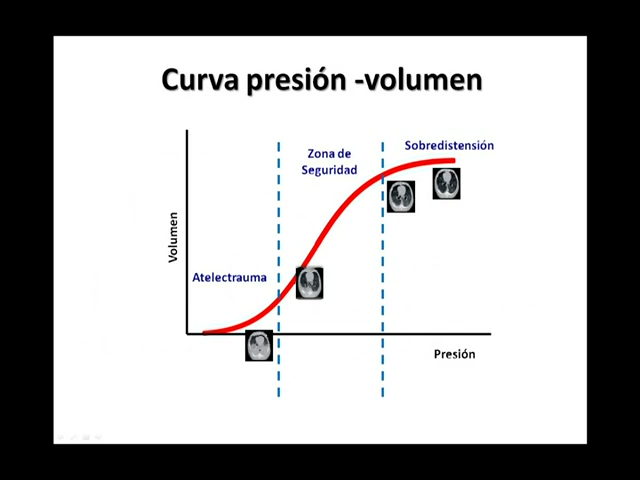 Curva presión -volumen
Sobredistensión
Zona de
Seguridad
Volumen
Atelectrauma
Presión